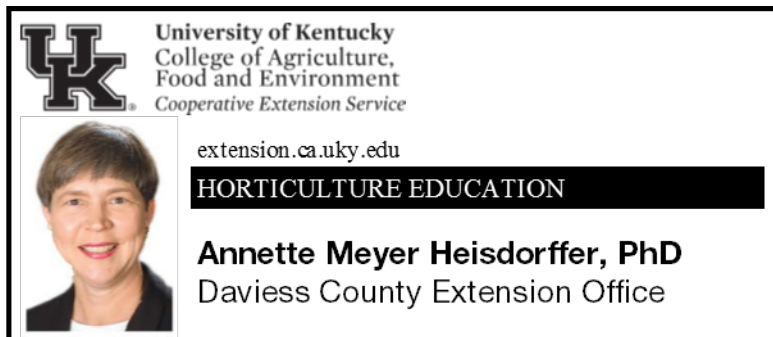 UK
University of Kentucky
College of Agriculture,
Food and Environment
Cooperative Extension Service
extension.ca.uky.edu
HORTICULTURE EDUCATION
Annette Meyer Heisdorffer, PhD
Daviess County Extension Office